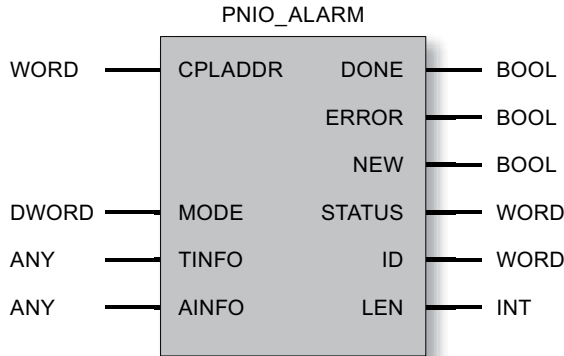 PNIO_ALARM
WORD CPLADDR DONE BOOL
ERROR BOOL
NEW BOOL
DWORD MODE STATUS WORD
ANY TINFO ID WORD
ANY AINFO LEN INT